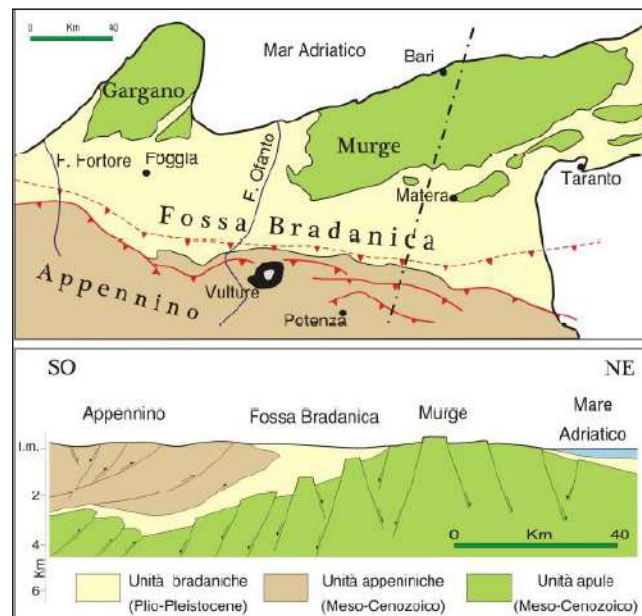 0 Km 40
Mar Adriatico
Bari
Gargano
Murge
F. Fortore
Foggia
F. Ofanto
Matera
Taranto
Fossa Bradanica
Appennino
Vulture
Potenza
SO
NE
Appennino
Fossa Bradanica
Murge
Mare
Adriatico
l.m.
2
4
6
Km
0 Km 40
Unità bradaniche
(Plio-Pleistocene)
Unità appeniniche
(Meso-Cenozoico)
Unità apule
(Meso-Cenozoico)